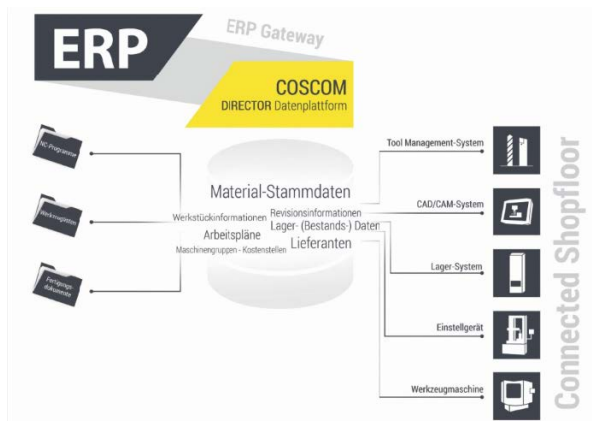 ERP
ERP Gateway
COSCOM
DIRECTOR Datenplattform
NC-Programme
Werkzeugdaten
Fertigungs-
dokumente
Material-Stammdaten
Werkstückinformationen
Revisionsinformationen
Lager- (Bestands-) Daten
Arbeitspläne
Lieferanten
Maschinengruppen - Kostenstellen
Tool Management-System
CAD/CAM-System
Lager-System
Einstellgerät
Werkzeugmaschine
Connected Shopfloor